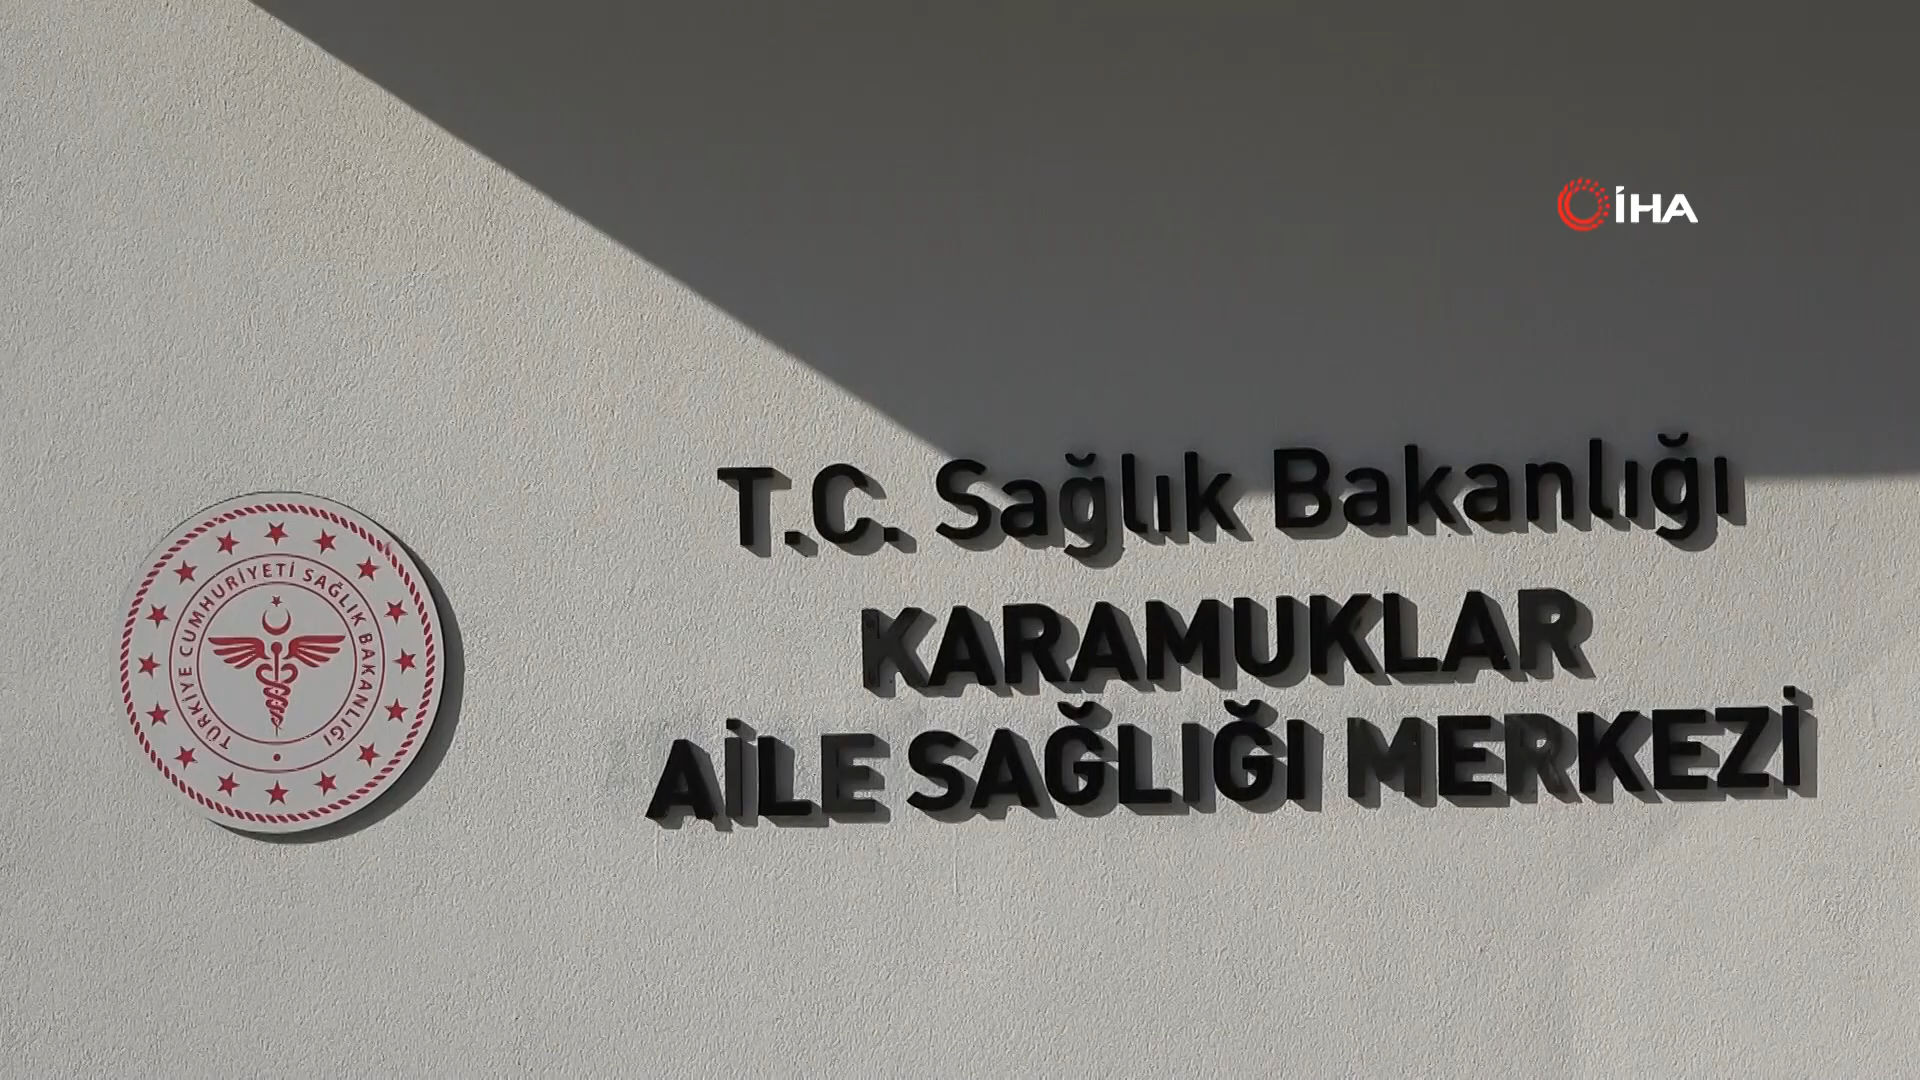 İHA
T.C. Sağlık Bakanlığı
KARAMUKLAR
AİLE SAĞLIĞI MERKEZİ
TÜRKİYE CUMHURİYETİ SAĞLIK BAKANLIĞI